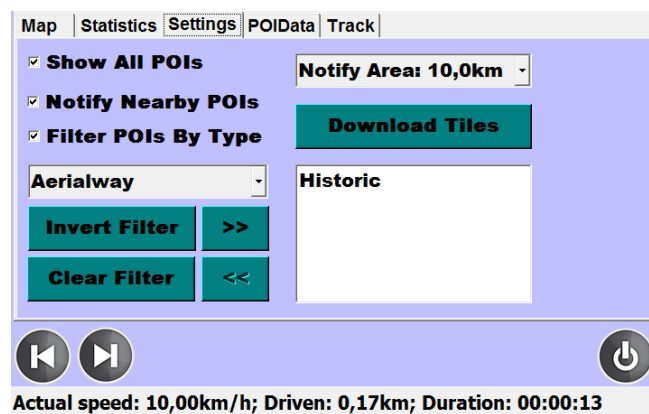 Map Statistics Settings POIData Track
Show All POIs
Notify Area: 10,0km
Notify Nearby POIs
Download Tiles
Filter POIs By Type
Aerialway
Historic
Invert Filter >>
Clear Filter <<
Actual speed: 10,00km/h; Driven: 0,17km; Duration: 00:00:13